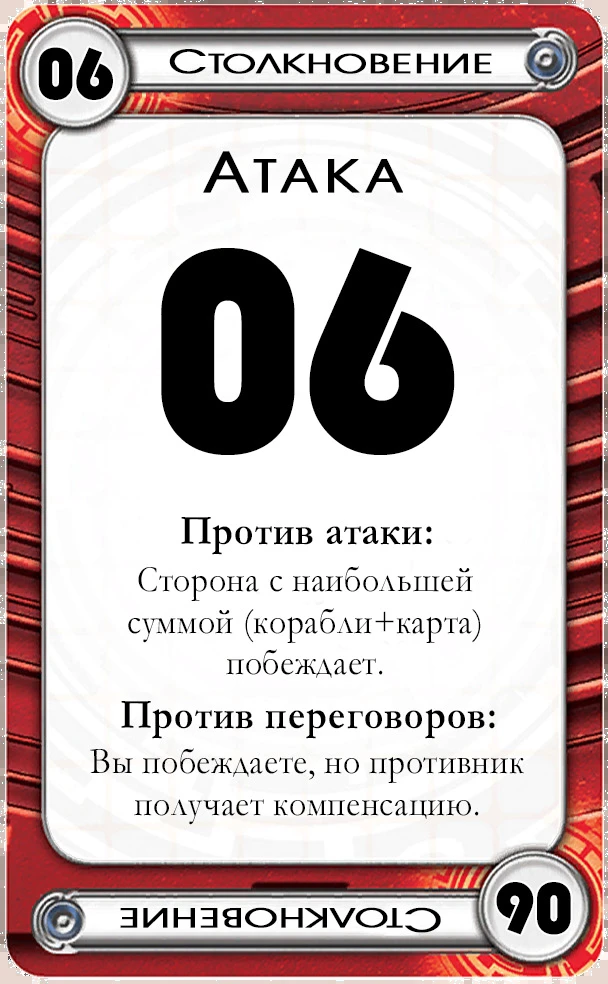 06
Столкновение
Атака
06
Против атаки:
Сторона с наибольшей
суммой (корабли+карта)
побеждает.
Против переговоров:
Вы побеждаете, но противник
получает компенсацию.
Столкновение
06